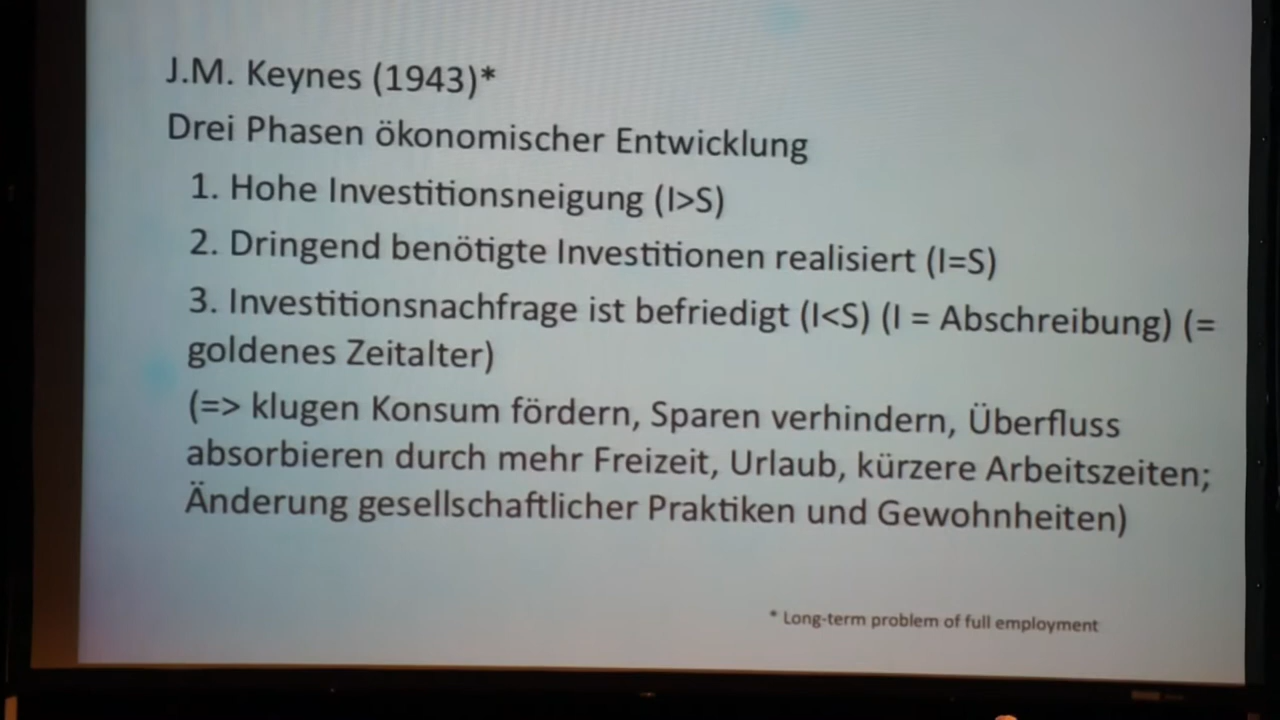 J.M. Keynes (1943)*
Drei Phasen ökonomischer Entwicklung
1. Hohe Investitionsneigung (I>S)
2. Dringend benötigte Investitionen realisiert (I=S)
3. Investitionsnachfrage ist befriedigt (I<S) (I = Abschreibung) (=
goldenes Zeitalter)
(=> klugen Konsum fördern, Sparen verhindern, Überfluss
absorbieren durch mehr Freizeit, Urlaub, kürzere Arbeitszeiten;
Änderung gesellschaftlicher Praktiken und Gewohnheiten)
* Long-term problem of full employment